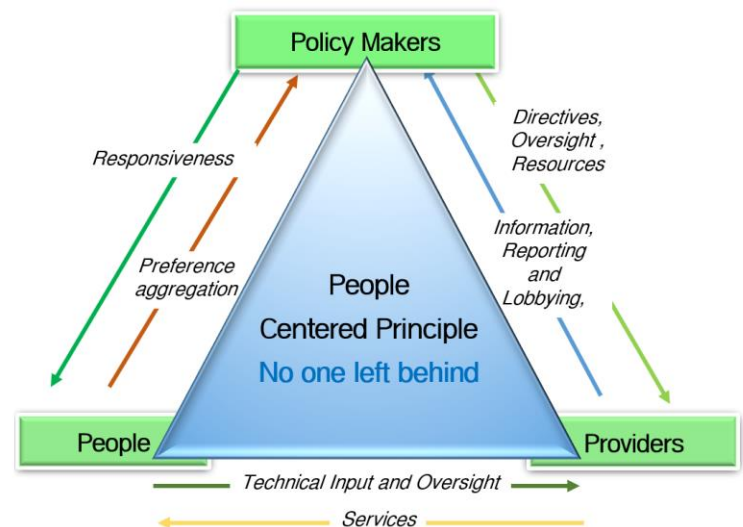 Policy Makers
Responsiveness
Preference
aggregation
Directives,
Oversight ,
Resources
Information,
Reporting
and
Lobbying,
People
Centered Principle
No one left behind
People
Providers
Technical Input and Oversight
Services